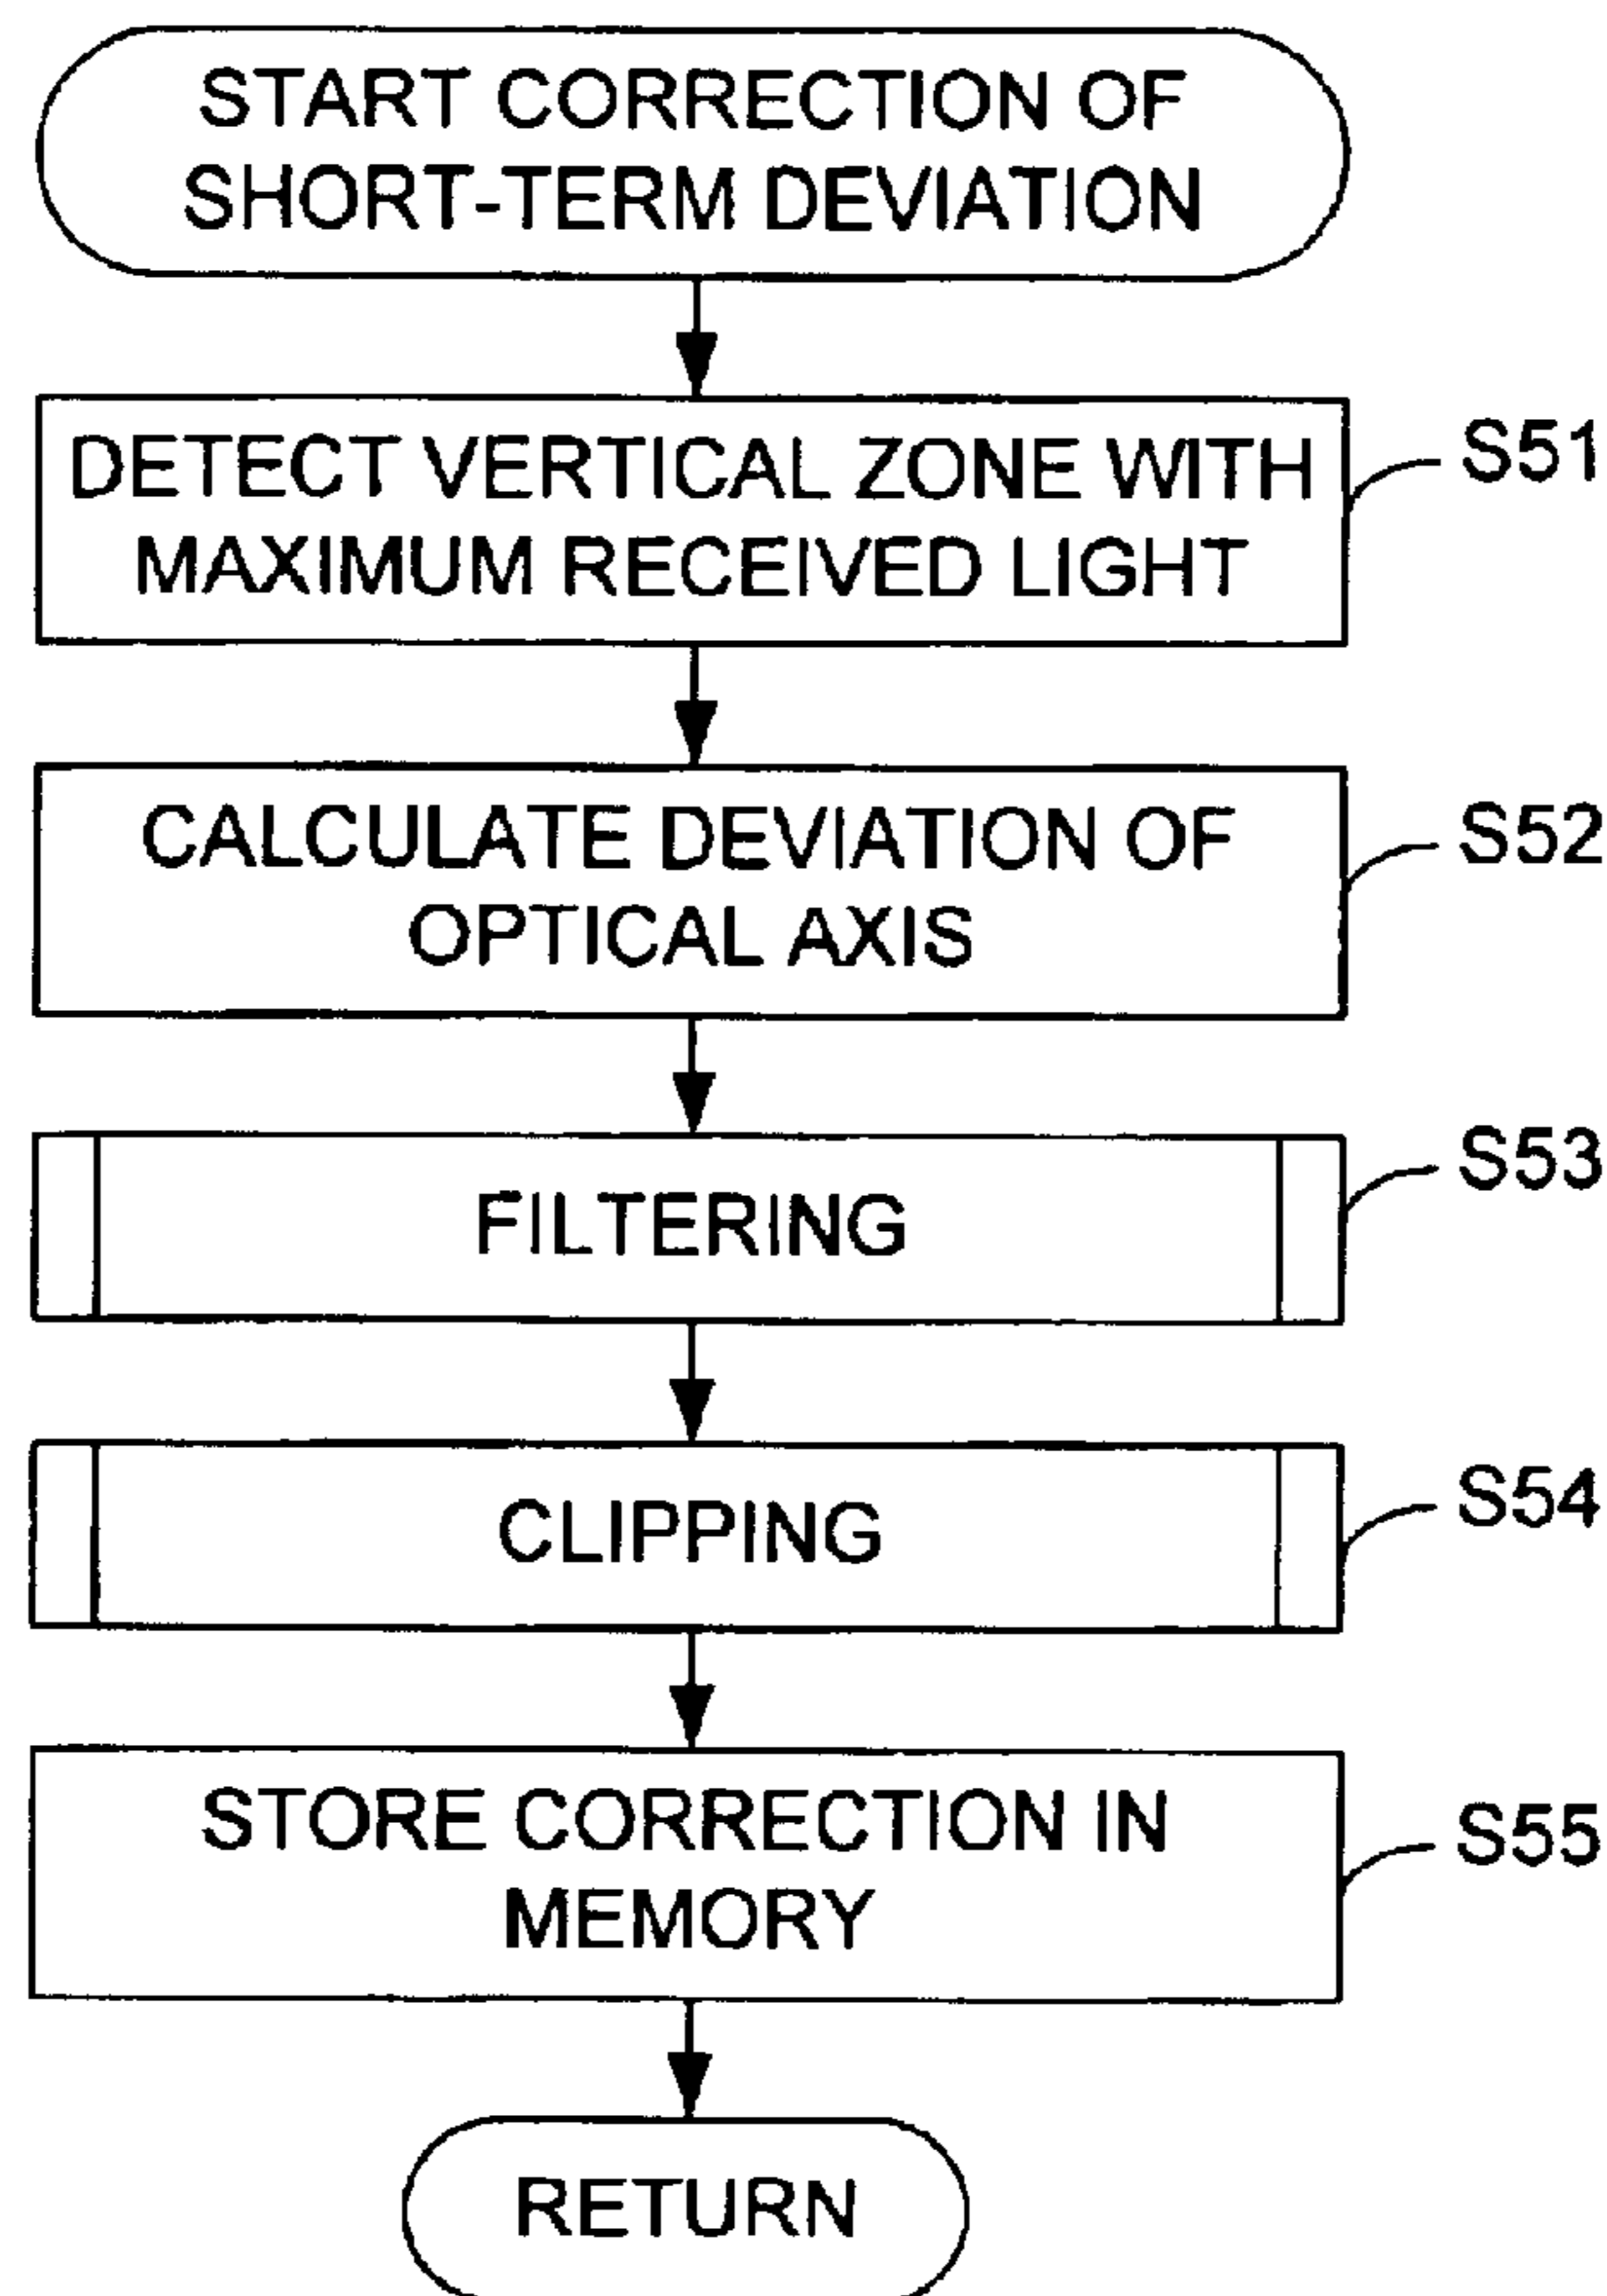 START CORRECTION OF
SHORT-TERM DEVIATION
DETECT VERTICAL ZONE WITH
MAXIMUM RECEIVED LIGHT
S51
CALCULATE DEVIATION OF
OPTICAL AXIS
S52
FILTERING
S53
CLIPPING
S54
STORE CORRECTION IN
MEMORY
S55
RETURN